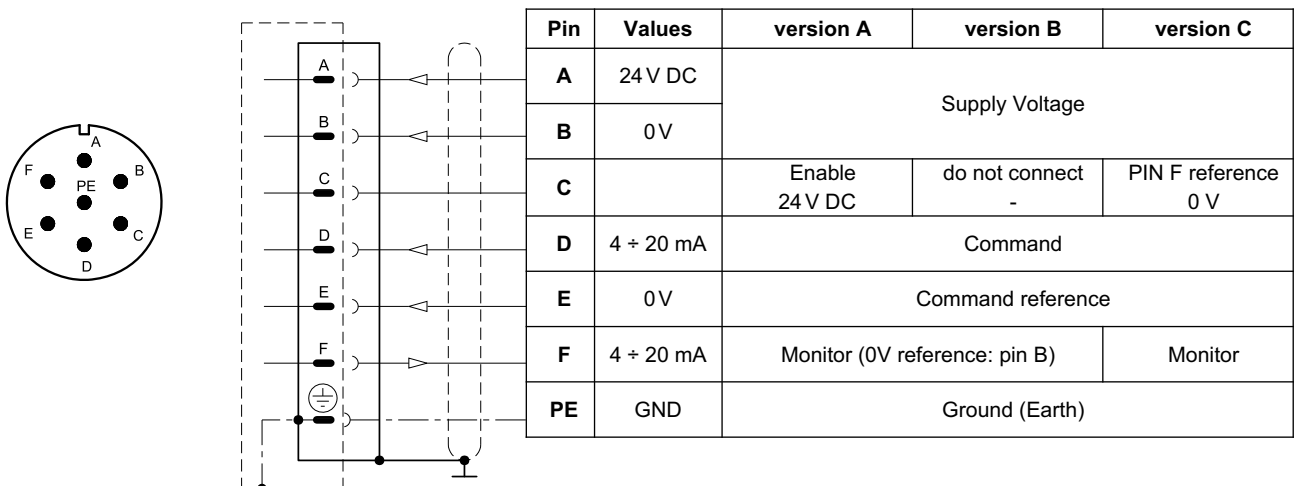 A
F
B
PE
E
C
D
A
B
C
D
E
F
Pin Values version A version B version C
A 24 V DC
Supply Voltage
B 0 V
C Enable do not connect PIN F reference
24 V DC - 0 V
D 4 ÷ 20 mA Command
E 0 V Command reference
F 4 ÷ 20 mA Monitor (0V reference: pin B) Monitor
PE GND Ground (Earth)